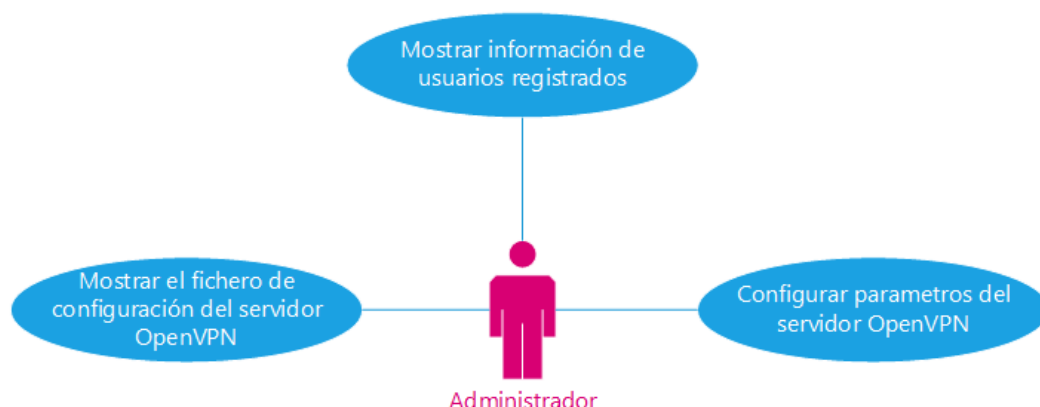 Mostrar información de
usuarios registrados
Mostrar el fichero de
configuración del servidor
OpenVPN
Configurar parametros del
servidor OpenVPN
Administrador